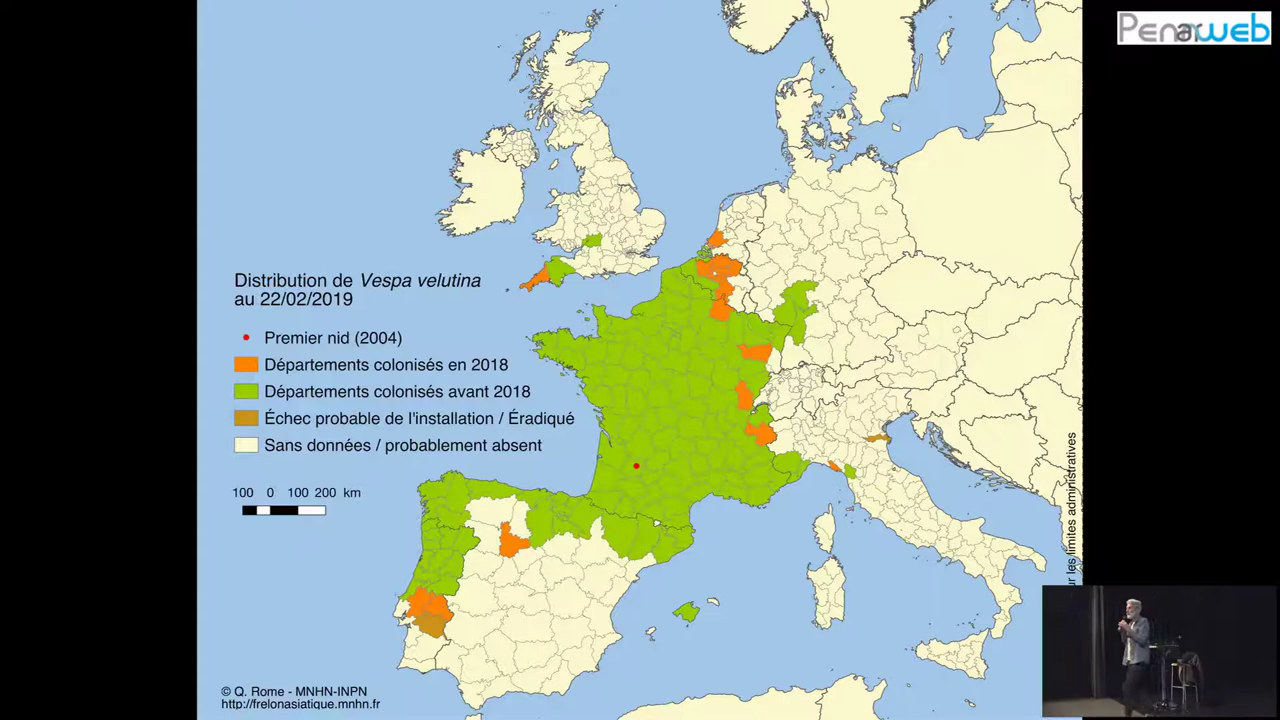 Penarweb
Distribution de Vespa velutina
au 22/02/2019
Premier nid (2004)
Départements colonisés en 2018
Départements colonisés avant 2018
Échec probable de l'installation / Éradiqué
Sans données / probablement absent
100 0 100 200 km
ur les limites administratives
© Q. Rome - MNHN-INPN
http://frelonasiatique.mnhn.fr